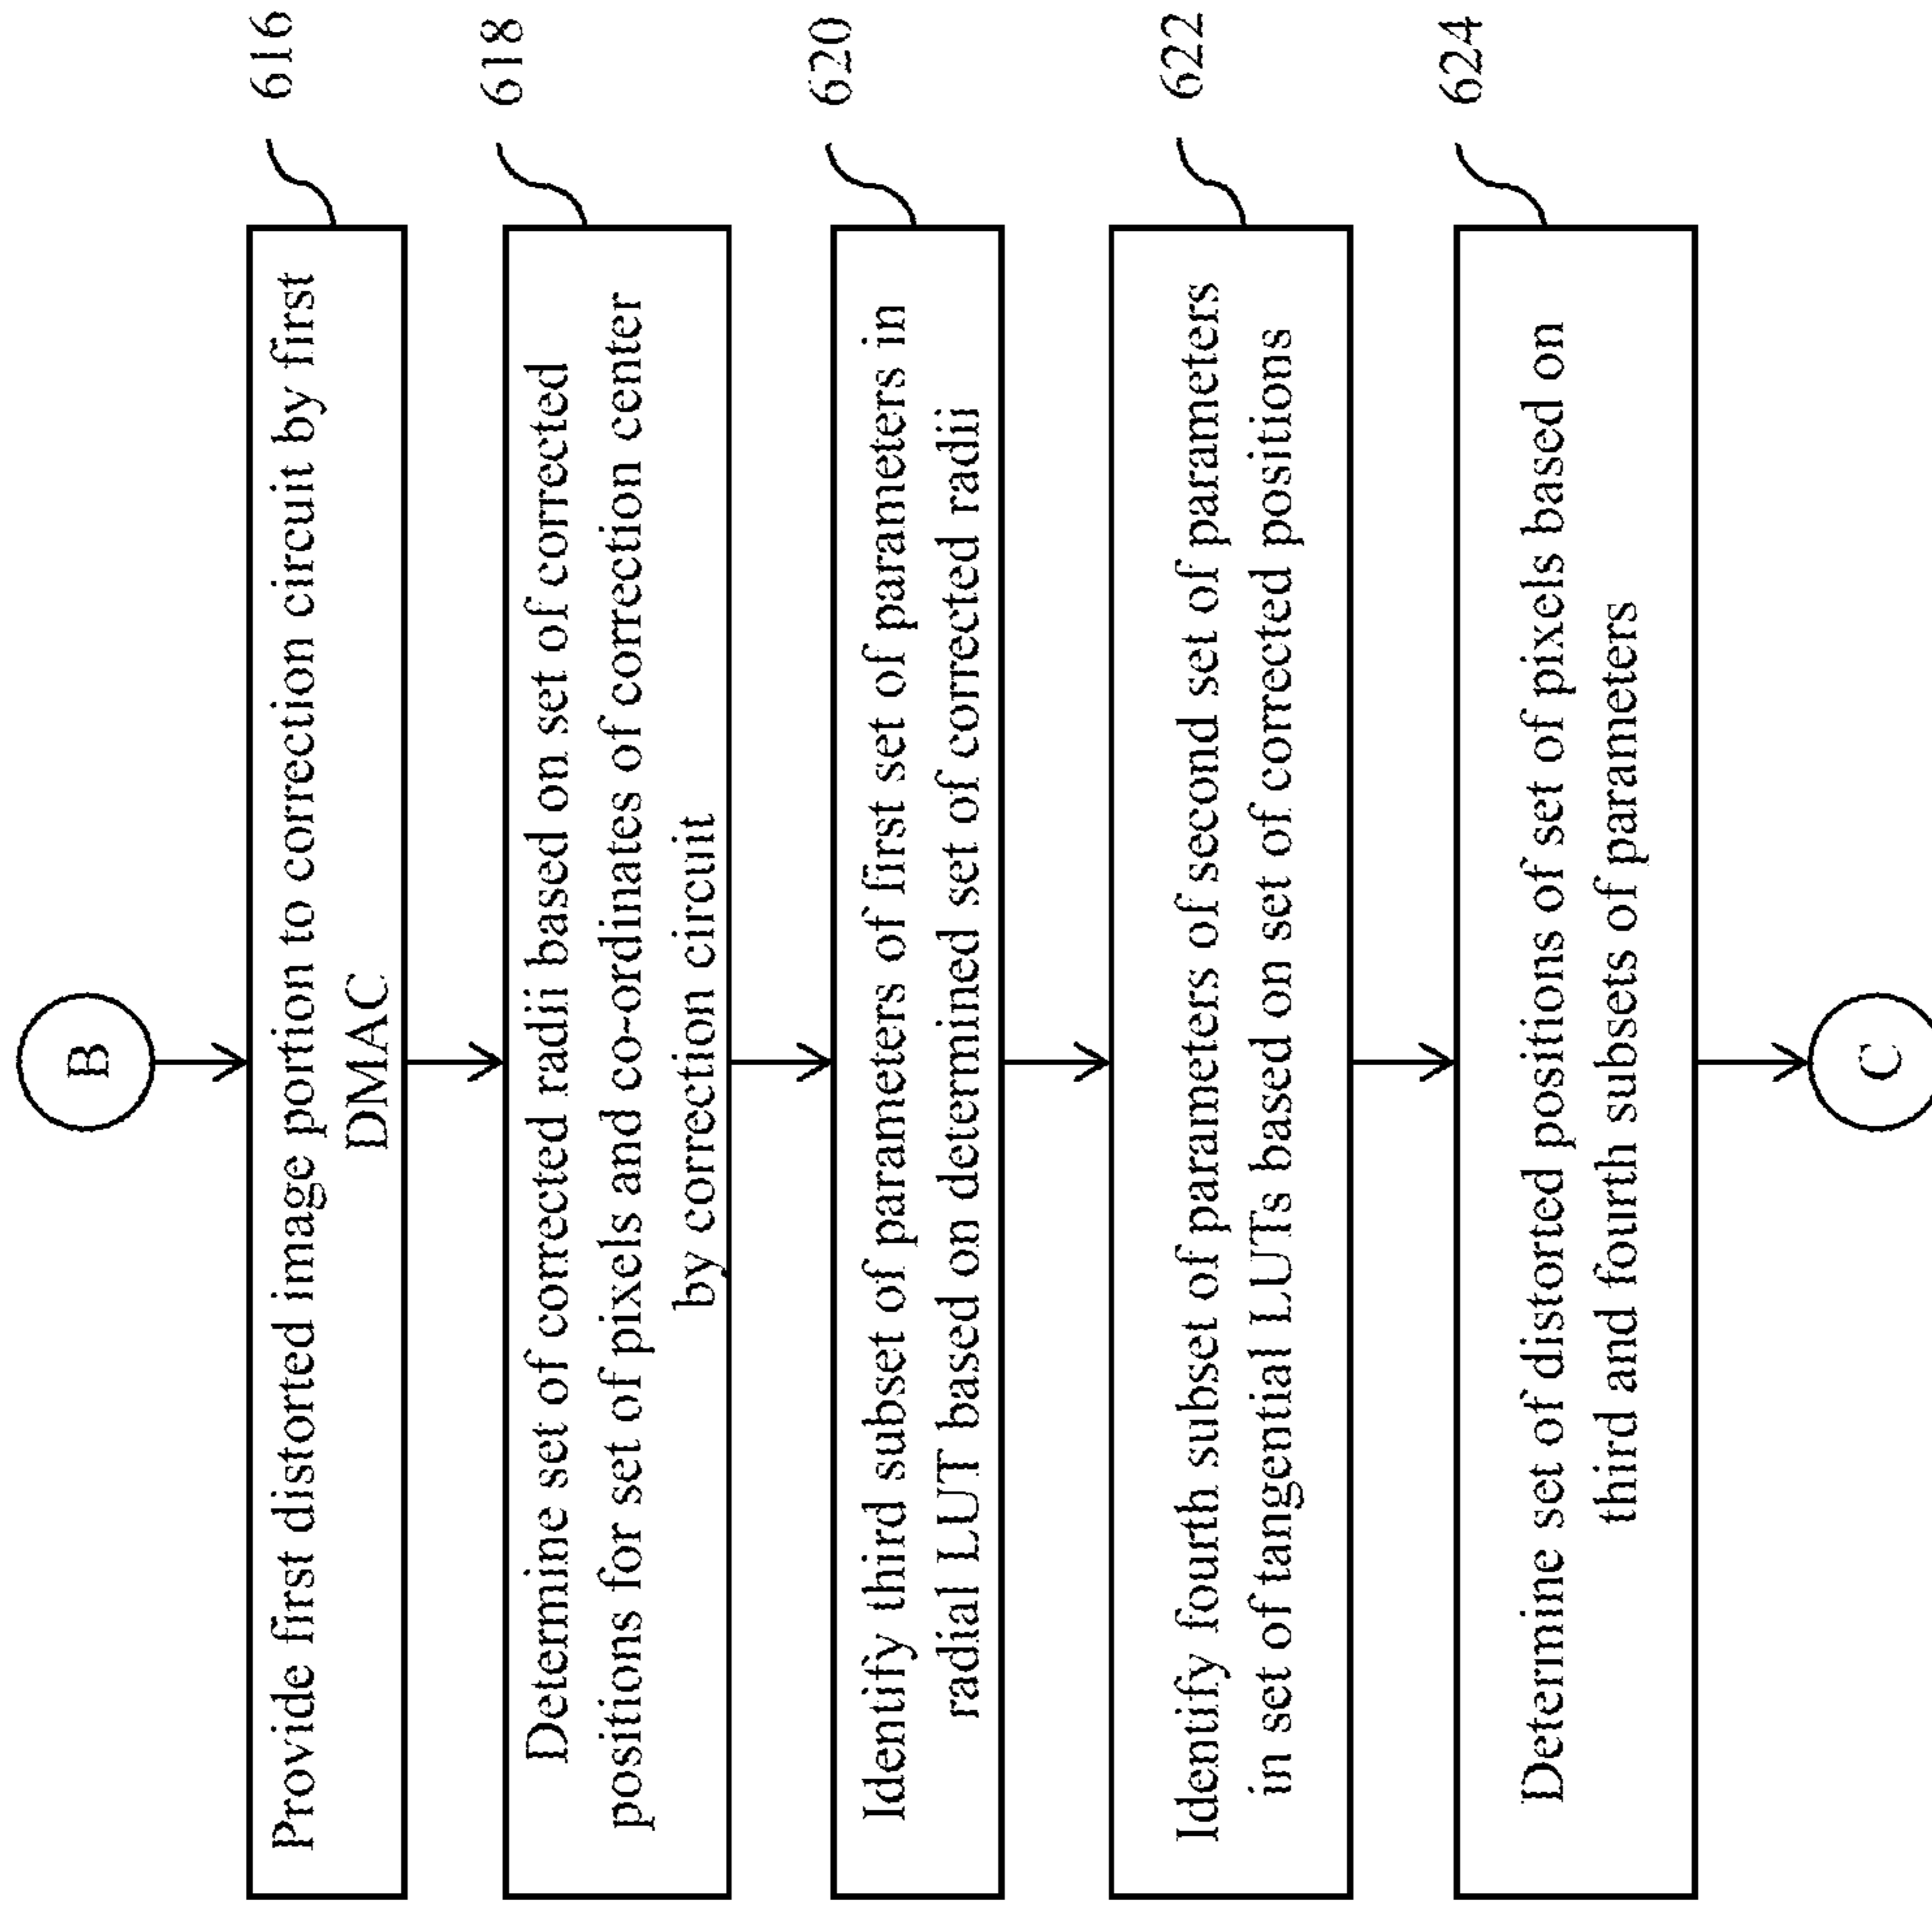 B
616
Provide first distorted image portion to correction circuit by first
DMAC
618
Determine set of corrected radii based on set of corrected
positions for set of pixels and co-ordinates of correction center
by correction circuit
620
Identify third subset of parameters of first set of parameters in
radial LUT based on determined set of corrected radii
622
Identify fourth subset of parameters of second set of parameters
in set of tangential LUTs based on set of corrected positions
624
Determine set of distorted positions of set of pixels based on
third and fourth subsets of parameters
C